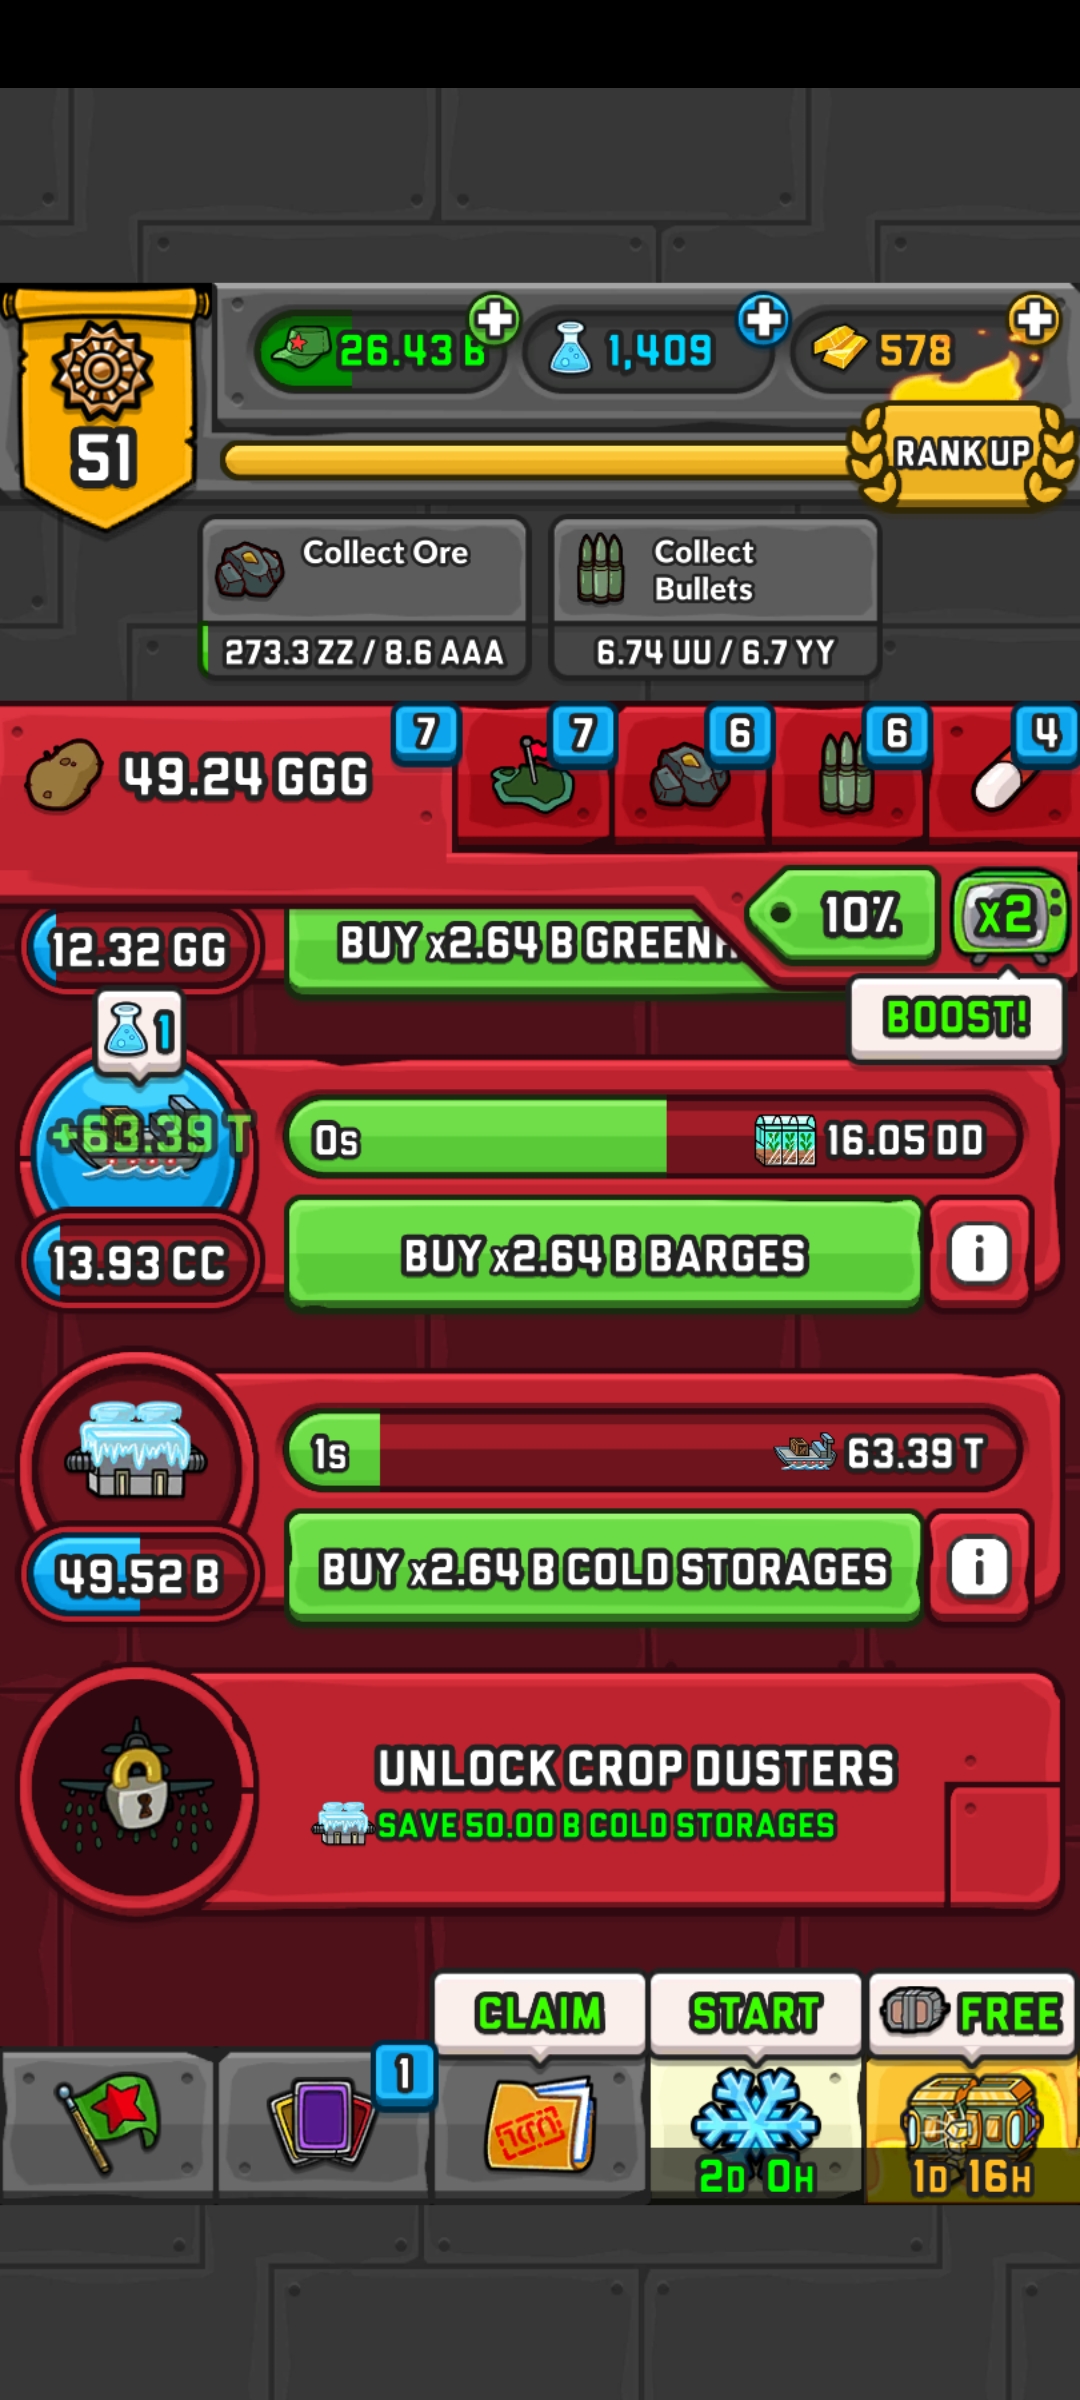 51
26.43 B
1,409
578
RANK UP
Collect Ore
273.3 ZZ / 8.6 AAA
Collect
Bullets
6.74 UU / 6.7 YY
49.24 GGG
7
7
6
6
4
10%
x2
BOOST!
12.32 GG
BUY x2.64 B GREENH
1
+63.39 T
0s
16.05 DD
13.93 CC
BUY x2.64 B BARGES
i
1s
63.39 T
49.52 B
BUY x2.64 B COLD STORAGES
i
UNLOCK CROP DUSTERS
SAVE 50.00 B COLD STORAGES
CLAIM
START
FREE
1
2D 0H
1D 16H